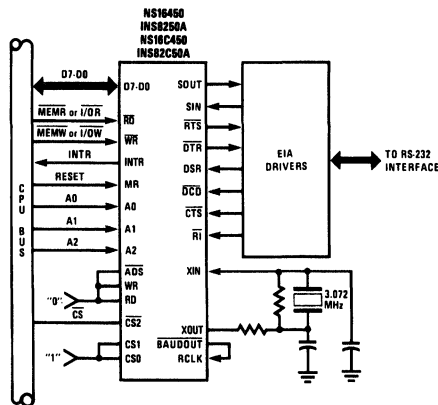 NS16450
INS8250A
NS16C450
INS82C50A
D7-D0
D7-D0
SOUT
SIN
MEMR or I/OR
RD
RTS
MEMW or I/OW
WR
DTR
INTR
INTR
DSR
EIA
DRIVERS
TO RS-232
INTERFACE
RESET
MR
DCD
CPU BUS
A0
A0
CTS
A1
A1
RI
A2
A2
ADS
XIN
WR
"0"
RD
3.072
MHz
CS
CS2
XOUT
CS1
BAUDOUT
"1"
CS0
RCLK